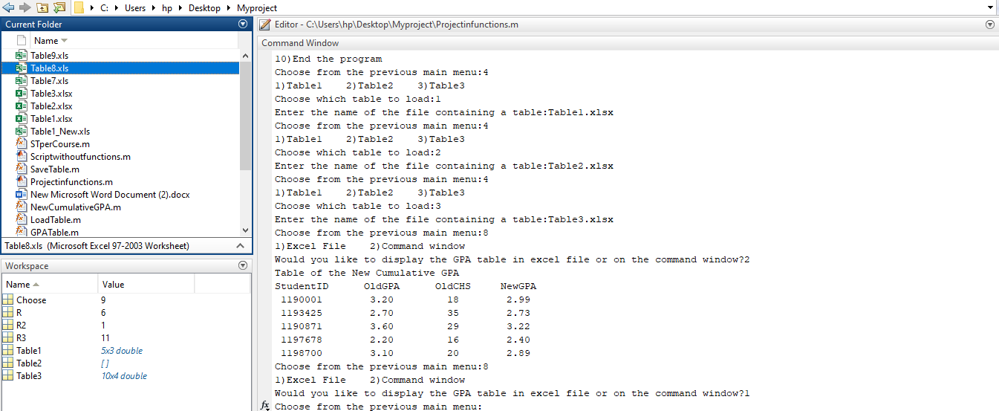 C: Users hp Desktop Myproject
Current Folder
Name
Table9.xls
Table8.xls
Table7.xls
Table3.xlsx
Table2.xlsx
Table1.xlsx
Table1_New.xls
STperCourse.m
Scriptwithoutfunctions.m
SaveTable.m
Projectinfunctions.m
New Microsoft Word Document (2).docx
NewCumulativeGPA.m
LoadTable.m
GPATable.m
Table8.xls (Microsoft Excel 97-2003 Worksheet)
Workspace
Name Value
Choose 9
R 6
R2 1
R3 11
Table1 5x3 double
Table2 []
Table3 10x4 double
Editor - C:\Users\hp\Desktop\Myproject\Projectinfunctions.m
Command Window
10)End the program
Choose from the previous main menu:4
1)Table1 2)Table2 3)Table3
Choose which table to load:1
Enter the name of the file containing a table:Table1.xlsx
Choose from the previous main menu:4
1)Table1 2)Table2 3)Table3
Choose which table to load:2
Enter the name of the file containing a table:Table2.xlsx
Choose from the previous main menu:4
1)Table1 2)Table2 3)Table3
Choose which table to load:3
Enter the name of the file containing a table:Table3.xlsx
Choose from the previous main menu:8
1)Excel File 2)Command window
Would you like to display the GPA table in excel file or on the command window?2
Table of the New Cumulative GPA
StudentID OldGPA OldCHS NewGPA
1190001 3.20 18 2.99
1193425 2.70 35 2.73
1190871 3.60 29 3.22
1197678 2.20 16 2.40
1198700 3.10 20 2.89
Choose from the previous main menu:8
1)Excel File 2)Command window
Would you like to display the GPA table in excel file or on the command window?1
fx Choose from the previous main menu: